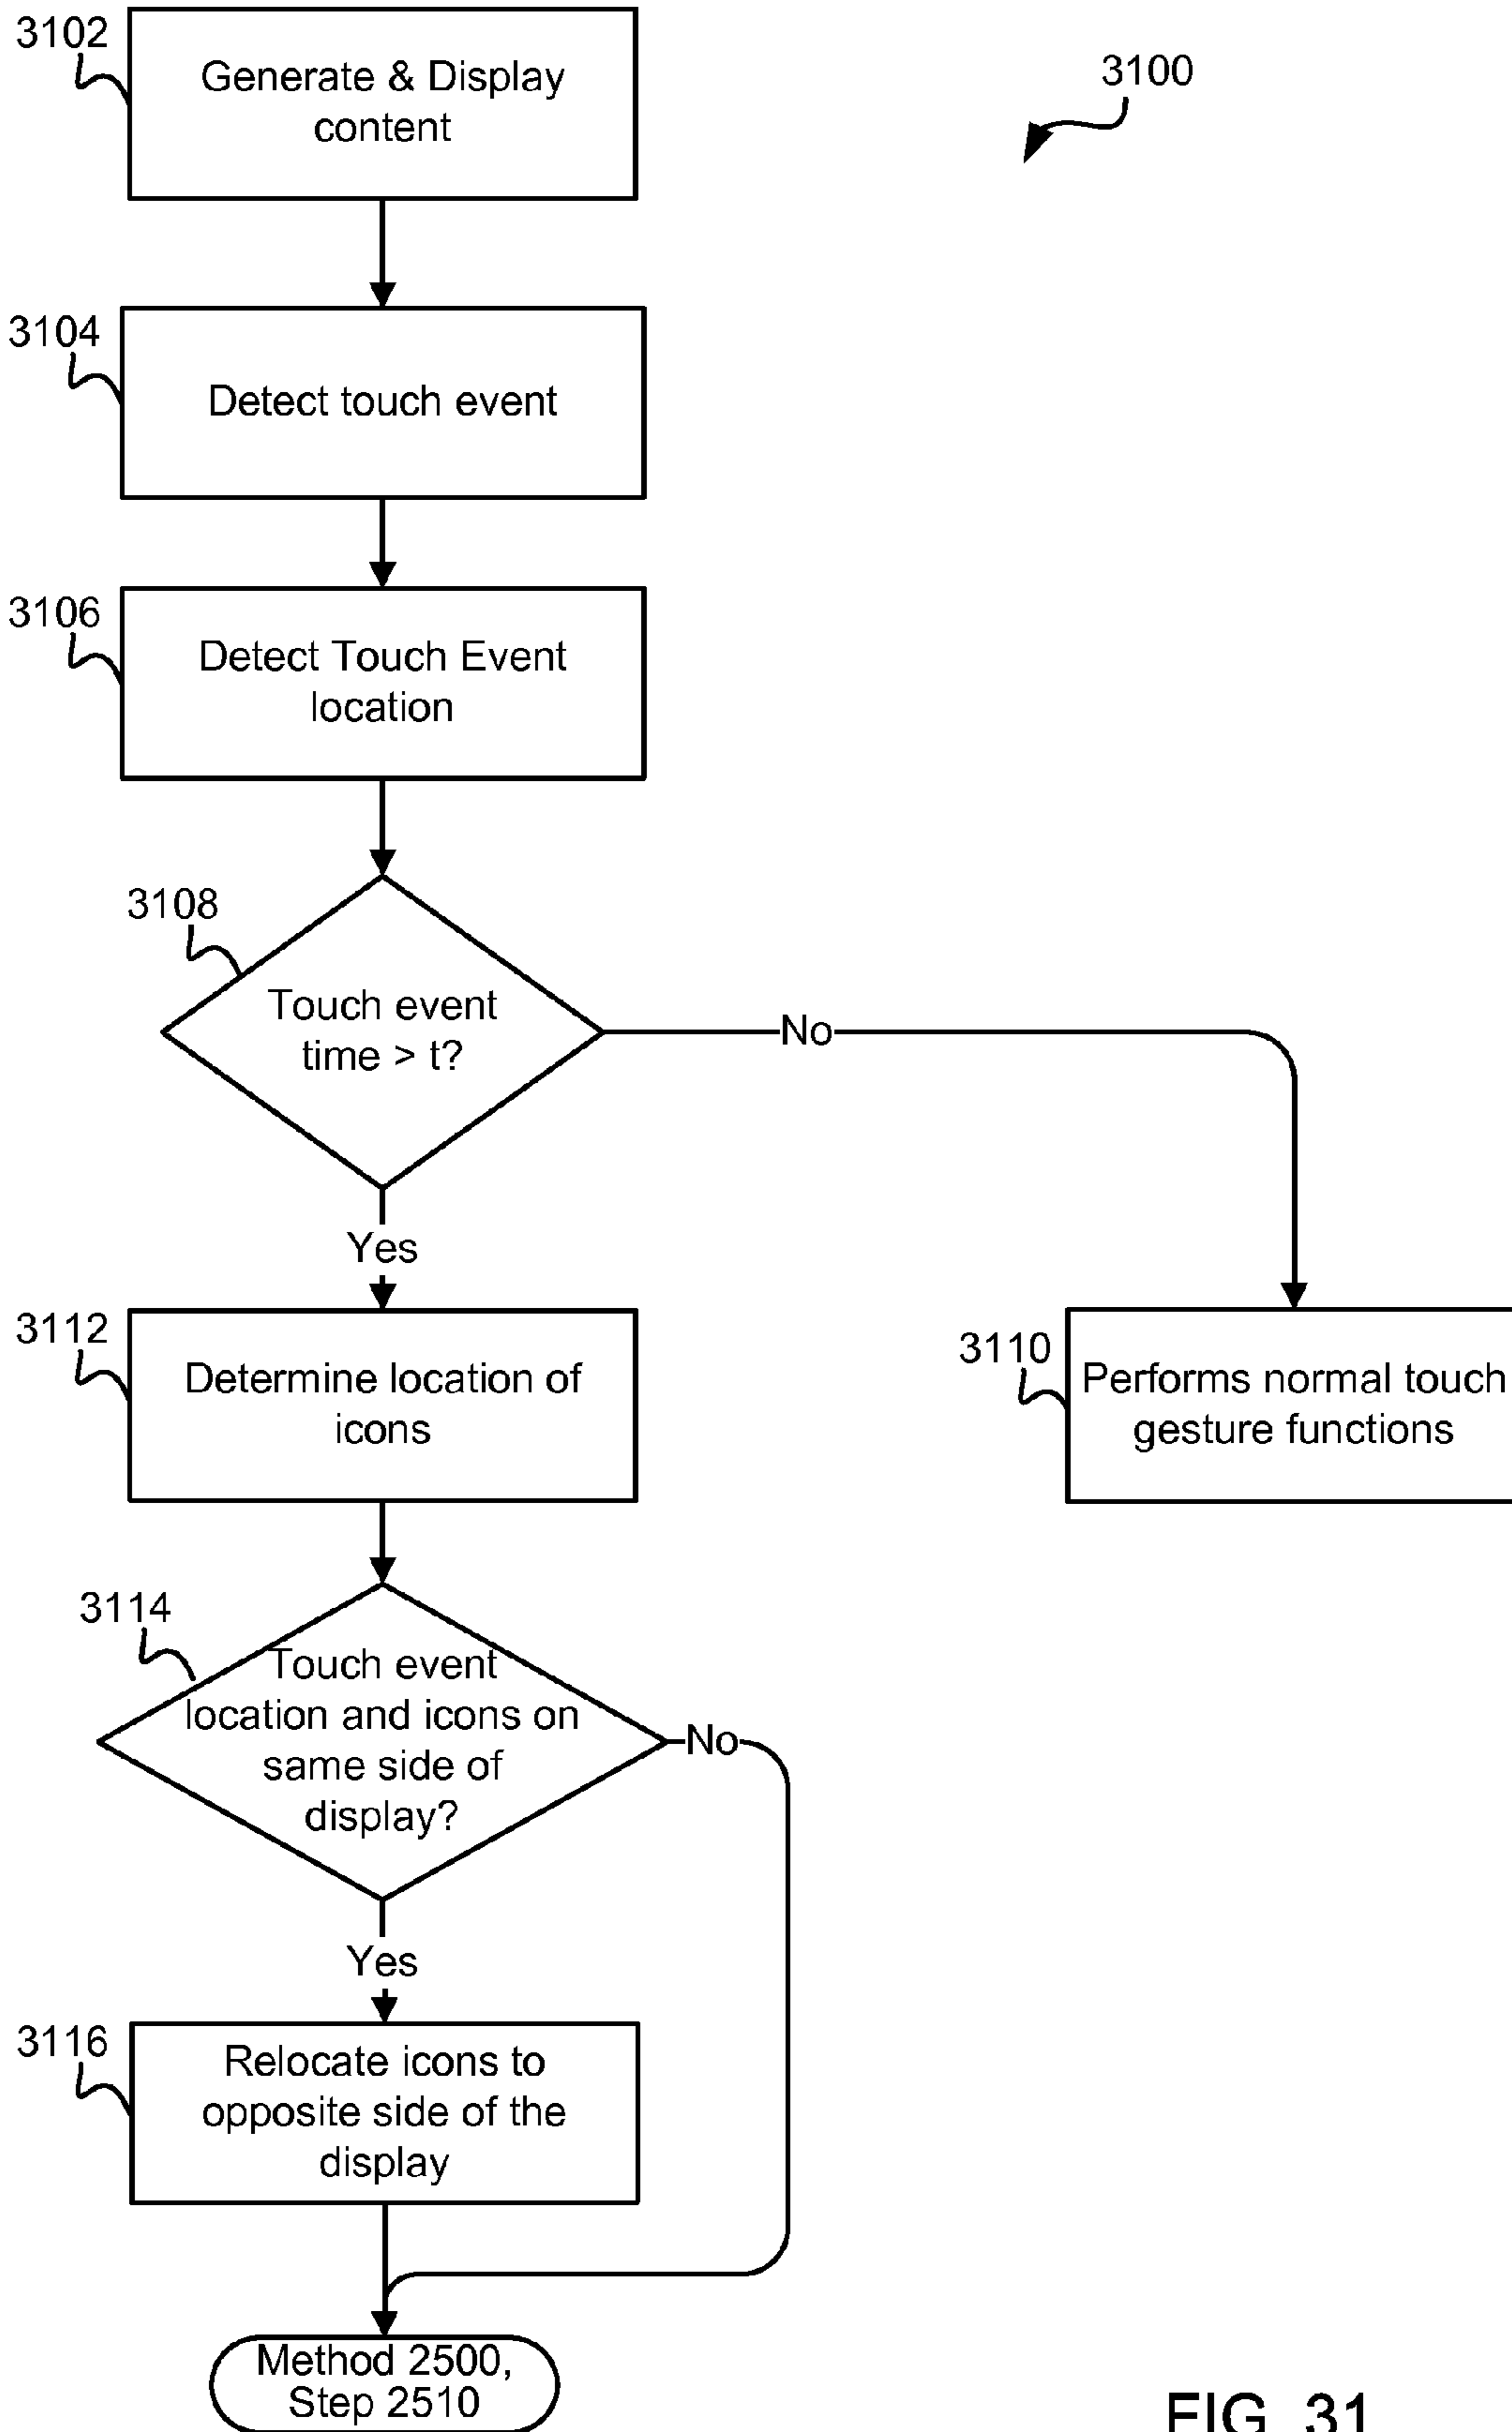 3102
Generate & Display
content
3100
3104
Detect touch event
3106
Detect Touch Event
location
3108
Touch event
time > t?
No
Yes
3112
Determine location of
icons
3110
Performs normal touch
gesture functions
3114
Touch event
location and icons on
same side of
display?
No
Yes
3116
Relocate icons to
opposite side of the
display
Method 2500,
Step 2510
FIG. 31